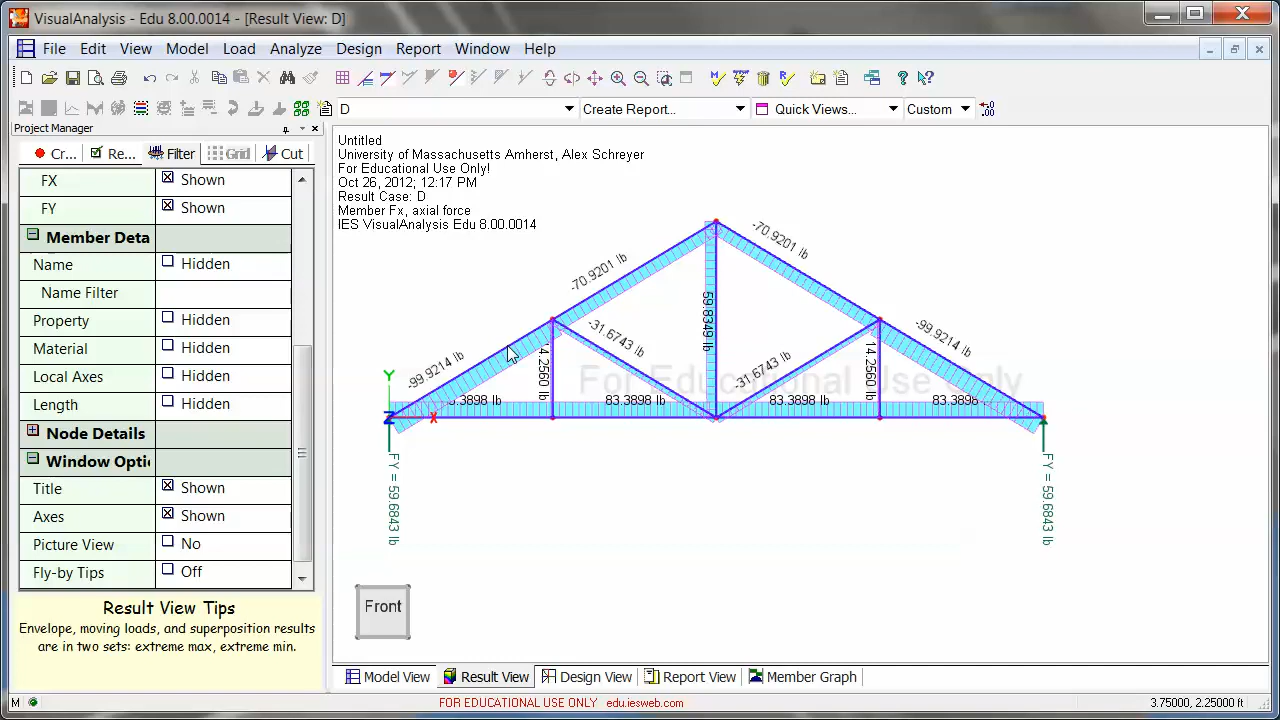 VisualAnalysis - Edu 8.00.0014 - [Result View: D]
File Edit View Model Load Analyze Design Report Window Help
D Create Report... Quick Views... Custom
Project Manager
Cr... Re... Filter Grid Cut
FX Shown
FY Shown
Member Deta
Name Hidden
Name Filter
Property Hidden
Material Hidden
Local Axes Hidden
Length Hidden
Node Details
Window Opti
Title Shown
Axes Shown
Picture View No
Fly-by Tips Off
Result View Tips
Envelope, moving loads, and superposition results
are in two sets: extreme max, extreme min.
Untitled
University of Massachusetts Amherst, Alex Schreyer
For Educational Use Only!
Oct 26, 2012; 12:17 PM
Result Case: D
Member Fx, axial force
IES VisualAnalysis Edu 8.00.0014
-70.9201 lb
-70.9201 lb
-99.9214 lb
-31.6743 lb
59.8349 lb
-31.6743 lb
-99.9214 lb
14.2560 lb
14.2560 lb
For Educational Use Only
.3898 lb
83.3898 lb
83.3898 lb
83.3898 lb
Y
Z
X
FY = 59.6843 lb
FY = 59.6843 lb
Front
Model View Result View Design View Report View Member Graph
M FOR EDUCATIONAL USE ONLY edu.iesweb.com 3.75000, 2.25000 ft